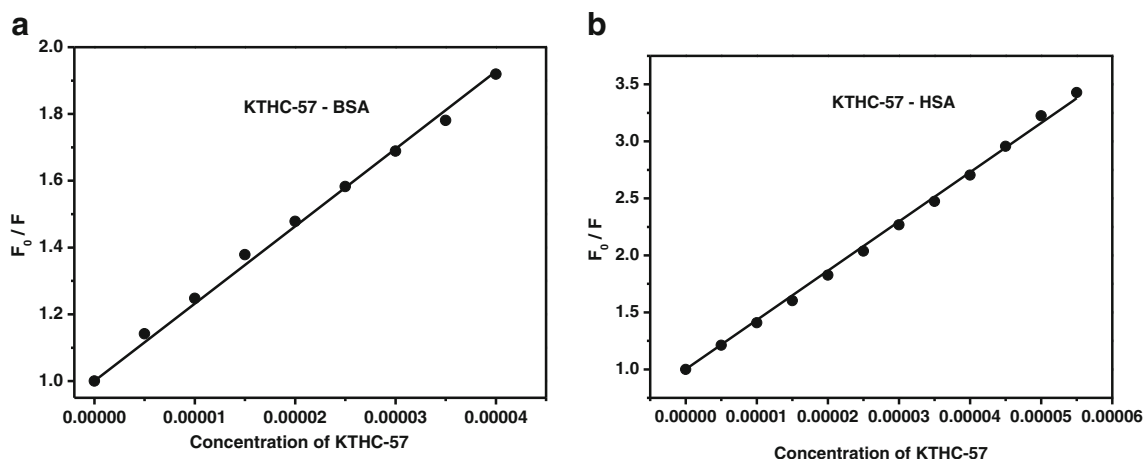 a
2.0
1.8
1.6
1.4
1.2
1.0
F₀ / F
KTHC-57 - BSA
0.00000 0.00001 0.00002 0.00003 0.00004
Concentration of KTHC-57
b
3.5
3.0
2.5
2.0
1.5
1.0
F₀ / F
KTHC-57 - HSA
0.00000 0.00001 0.00002 0.00003 0.00004 0.00005 0.00006
Concentration of KTHC-57